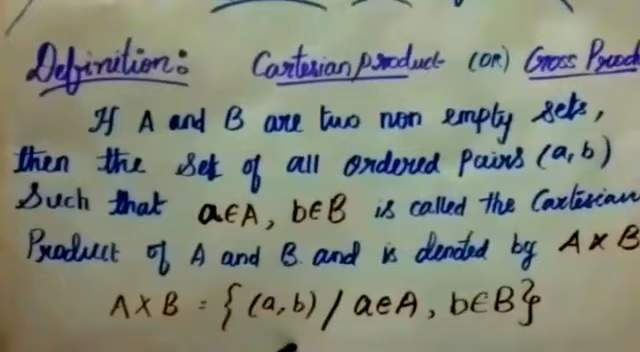 Definition: Cartesian product (OR) Cross Prod
If A and B are two non empty sets,
then the set of all ordered pairs (a,b)
Such that a∈A, b∈B is called the Cartesian
Product of A and B and is denoted by A×B
A×B = {(a,b) / a∈A, b∈B}